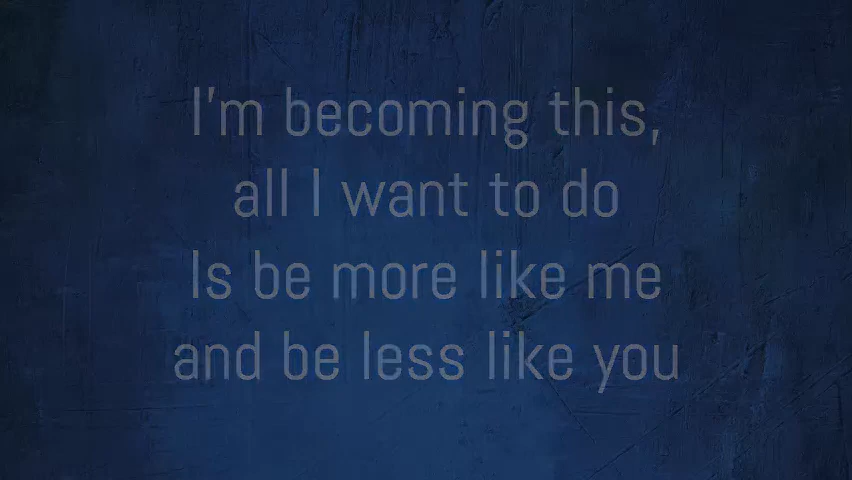 I'm becoming this,
all I want to do
Is be more like me
and be less like you